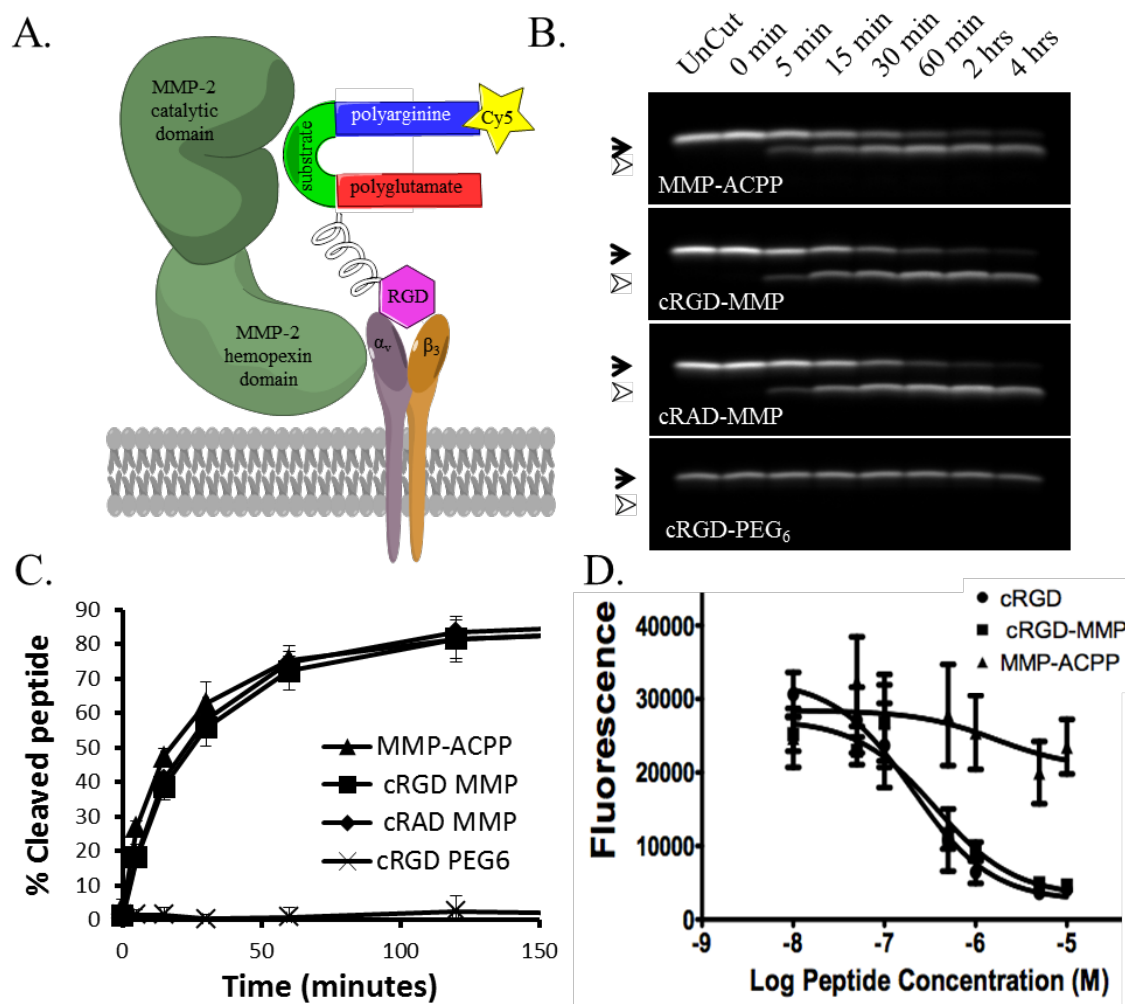 A.
MMP-2
catalytic
domain
polyarginine
Cy5
substrate
polyglutamate
RGD
MMP-2
hemopexin
domain
αv
β3
B.
UnCut
0 min
5 min
15 min
30 min
60 min
2 hrs
4 hrs
MMP-ACPP
cRGD-MMP
cRAD-MMP
cRGD-PEG6
C.
% Cleaved peptide
90
80
70
60
50
40
30
20
10
0
MMP-ACPP
cRGD MMP
cRAD MMP
cRGD PEG6
0
50
100
150
Time (minutes)
D.
Fluorescence
40000
30000
20000
10000
0
cRGD
cRGD-MMP
MMP-ACPP
-9
-8
-7
-6
-5
Log Peptide Concentration (M)